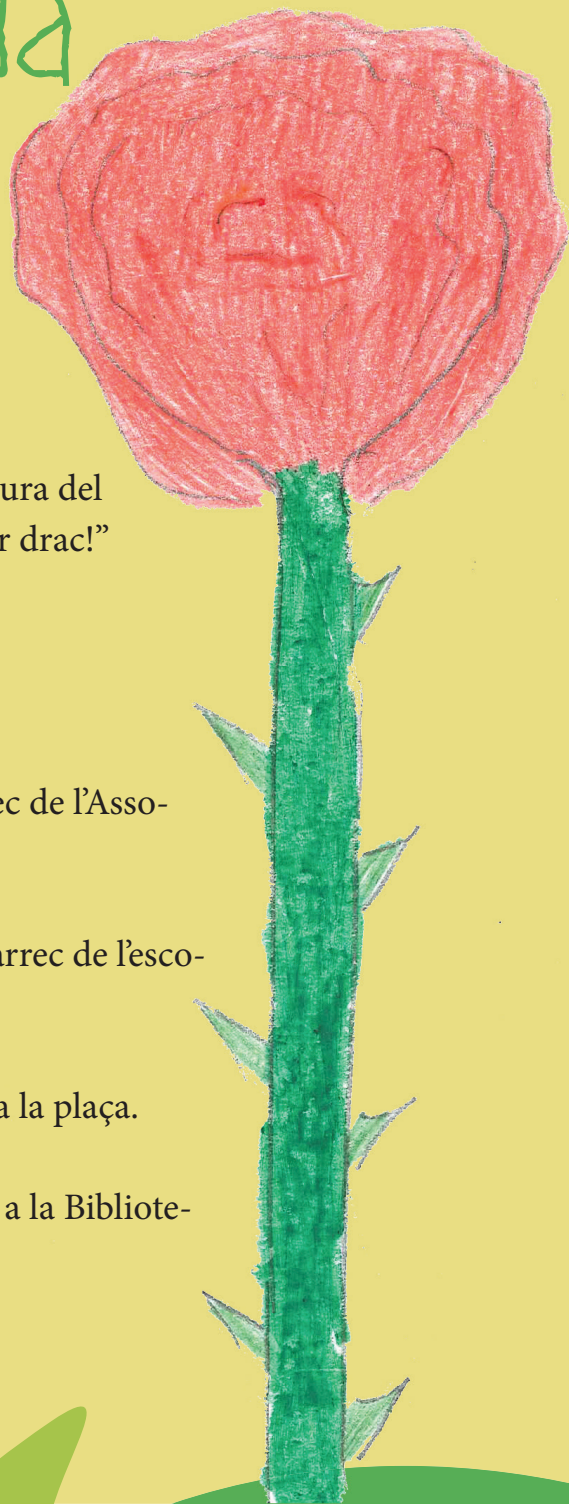 ura del
r drac!”
ec de l’Asso-
arrec de l’esco-
a la plaça.
a la Bibliote-